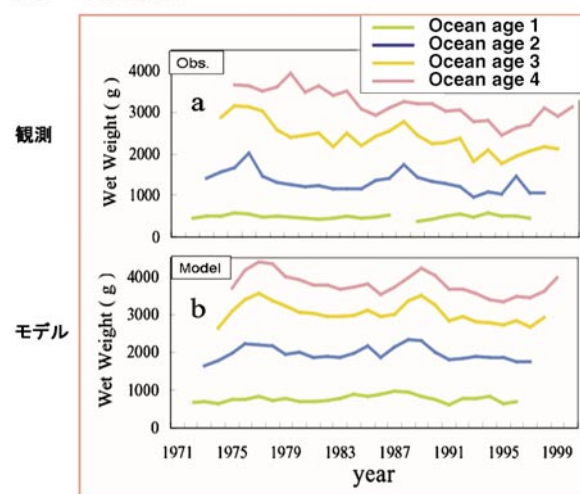 Ocean age 1
Ocean age 2
Ocean age 3
Ocean age 4
観測
Obs.
a
Wet Weight ( g )
4000
3000
2000
1000
0
モデル
Model
b
Wet Weight ( g )
4000
3000
2000
1000
0
1971 1975 1979 1983 1987 1991 1995 1999
year